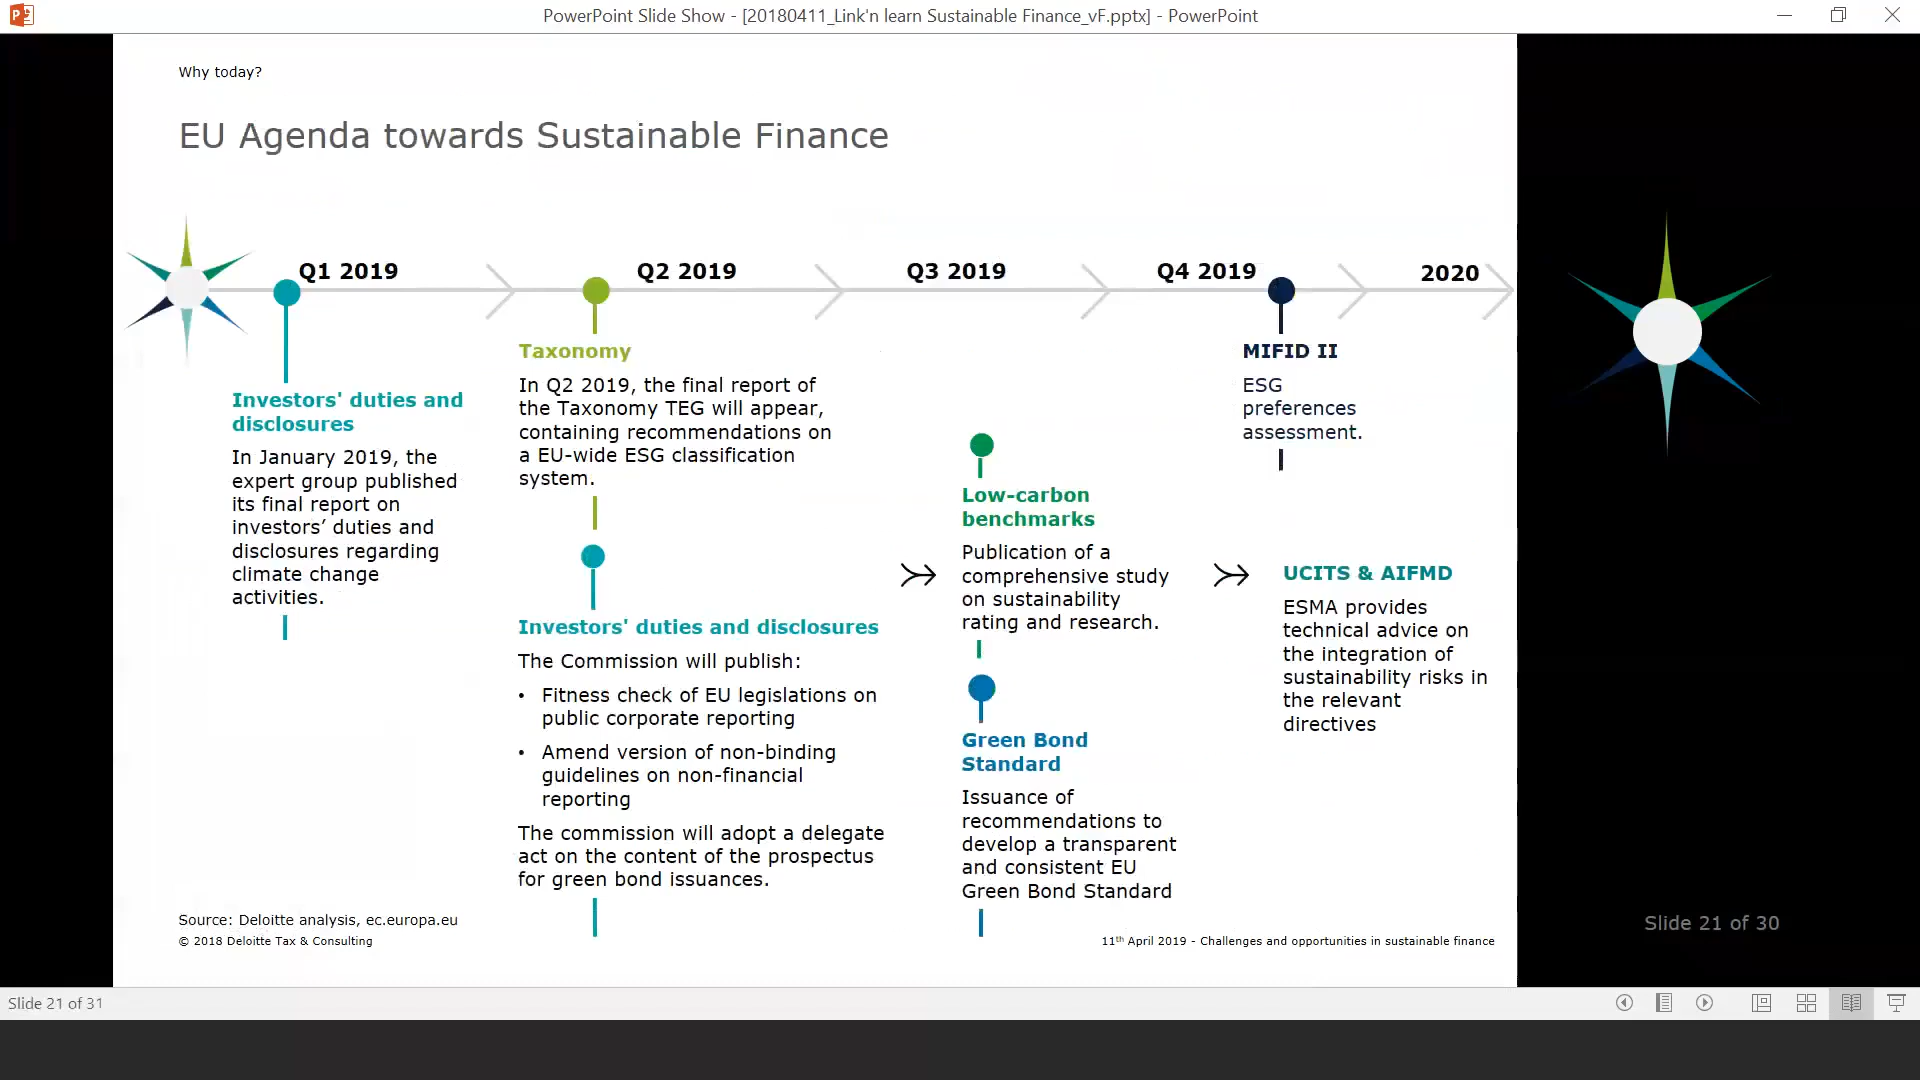 PowerPoint Slide Show - [20180411_Link'n learn Sustainable Finance_vF.pptx] - PowerPoint
Why today?
EU Agenda towards Sustainable Finance
Q1 2019
Q2 2019
Q3 2019
Q4 2019
2020
Investors' duties and
disclosures
In January 2019, the
expert group published
its final report on
investors’ duties and
disclosures regarding
climate change
activities.
Taxonomy
In Q2 2019, the final report of
the Taxonomy TEG will appear,
containing recommendations on
a EU-wide ESG classification
system.
Investors' duties and disclosures
The Commission will publish:
• Fitness check of EU legislations on
public corporate reporting
• Amend version of non-binding
guidelines on non-financial
reporting
The commission will adopt a delegate
act on the content of the prospectus
for green bond issuances.
Low-carbon
benchmarks
Publication of a
comprehensive study
on sustainability
rating and research.
Green Bond
Standard
Issuance of
recommendations to
develop a transparent
and consistent EU
Green Bond Standard
MIFID II
ESG
preferences
assessment.
UCITS & AIFMD
ESMA provides
technical advice on
the integration of
sustainability risks in
the relevant
directives
Source: Deloitte analysis, ec.europa.eu
© 2018 Deloitte Tax & Consulting
11th April 2019 - Challenges and opportunities in sustainable finance
Slide 21 of 30
Slide 21 of 31